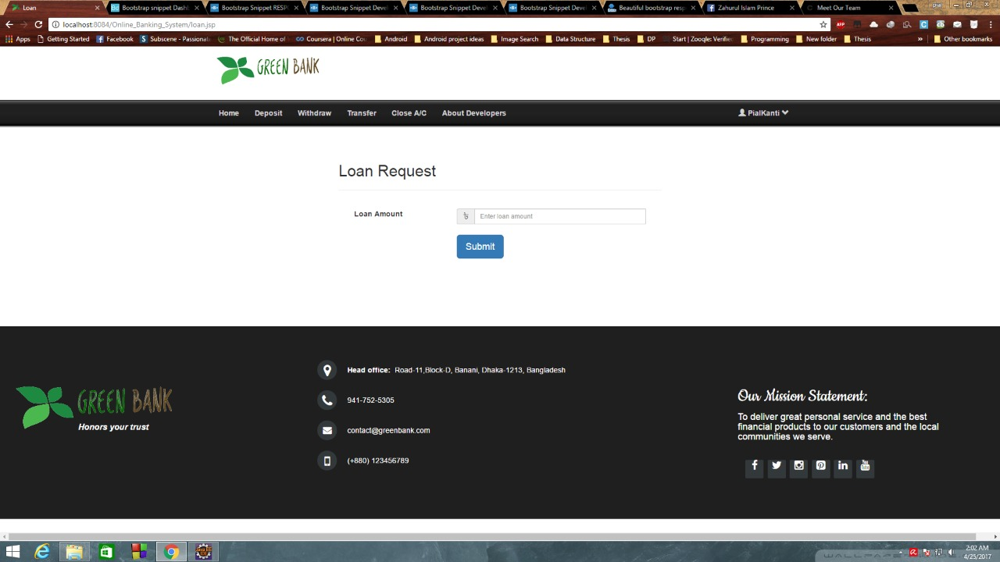 Loan
Bootstrap snippet Dash
Bootstrap Snippet RESP
Bootstrap Snippet Devel
Bootstrap Snippet Devel
Bootstrap Snippet Devel
Beautiful bootstrap resp
Zahurul Islam Prince
Meet Our Team
pial
localhost:8084/Online_Banking_System/loan.jsp
Apps
Getting Started
Facebook
Subscene - Passionat
The Official Home of
Coursera | Online Cou
Android
Android project ideas
Image Search
Data Structure
Thesis
DP
Start | Zooqle: Verifie
Programming
New folder
Thesis
»
Other bookmarks
GREEN BANK
Home Deposit Withdraw Transfer Close A/C About Developers PialKanti
Loan Request
Loan Amount ৳ Enter loan amount
Submit
Head office: Road-11,Block-D, Banani, Dhaka-1213, Bangladesh
GREEN BANK
Honors your trust
941-752-5305
contact@greenbank.com
(+880) 123456789
Our Mission Statement:
To deliver great personal service and the best
financial products to our customers and the local
communities we serve.
2:02 AM
4/25/2017